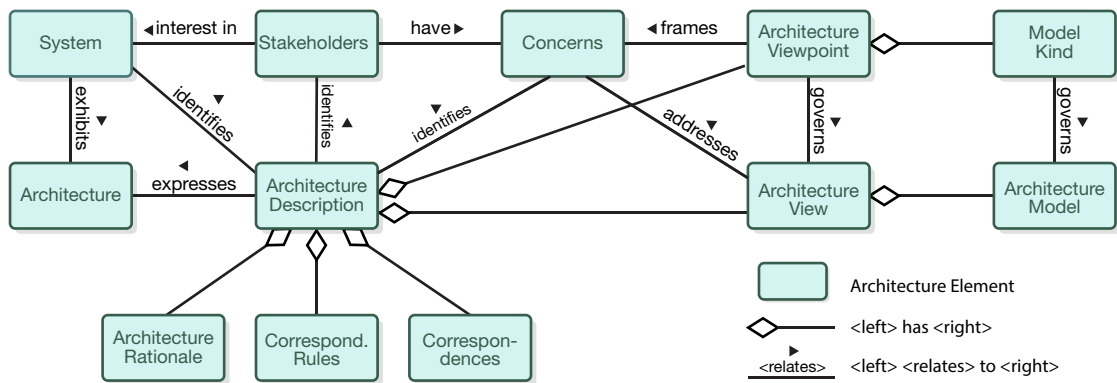 System
interest in
Stakeholders
have
Concerns
frames
Architecture
Viewpoint
Model
Kind
exhibits
identifies
identifies
identifies
addresses
governs
governs
Architecture
expresses
Architecture
Description
Architecture
View
Architecture
Model
Architecture
Rationale
Correspond.
Rules
Correspon-
dences
Architecture Element
<left> has <right>
<relates>
<left> <relates> to <right>